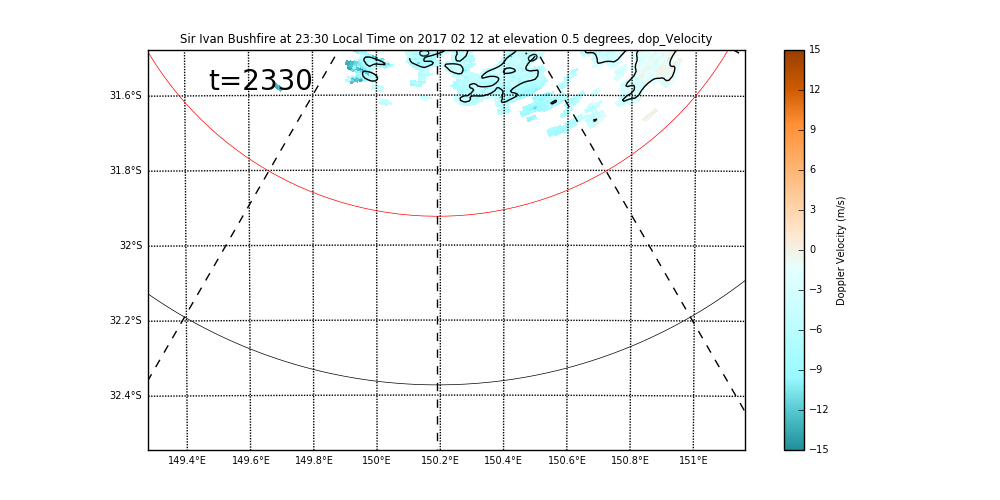 Sir Ivan Bushfire at 23:30 Local Time on 2017 02 12 at elevation 0.5 degrees, dop_Velocity
t=2330
31.6°S
31.8°S
32°S
32.2°S
32.4°S
149.4°E 149.6°E 149.8°E 150°E 150.2°E 150.4°E 150.6°E 150.8°E 151°E
15
12
9
6
3
0
−3
−6
−9
−12
−15
Doppler Velocity (m/s)